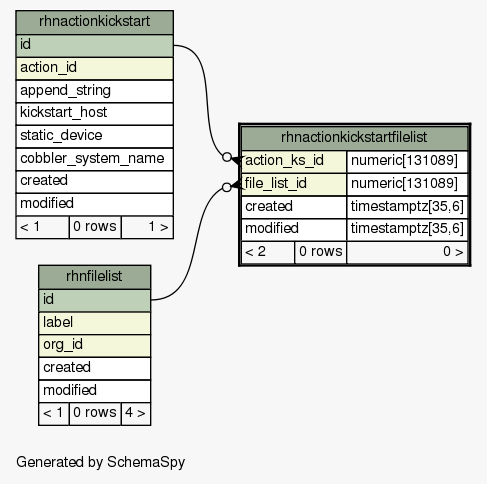 rhnactionkickstart
id
action_id
append_string
kickstart_host
static_device
cobbler_system_name
created
modified
< 1 0 rows 1 >
rhnactionkickstartfilelist
action_ks_id numeric[131089]
file_list_id numeric[131089]
created timestamptz[35,6]
modified timestamptz[35,6]
< 2 0 rows 0 >
rhnfilelist
id
label
org_id
created
modified
< 1 0 rows 4 >
Generated by SchemaSpy